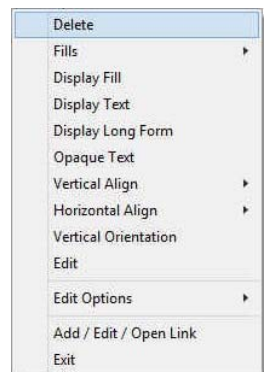 Delete
Fills
Display Fill
Display Text
Display Long Form
Opaque Text
Vertical Align
Horizontal Align
Vertical Orientation
Edit
Edit Options
Add / Edit / Open Link
Exit